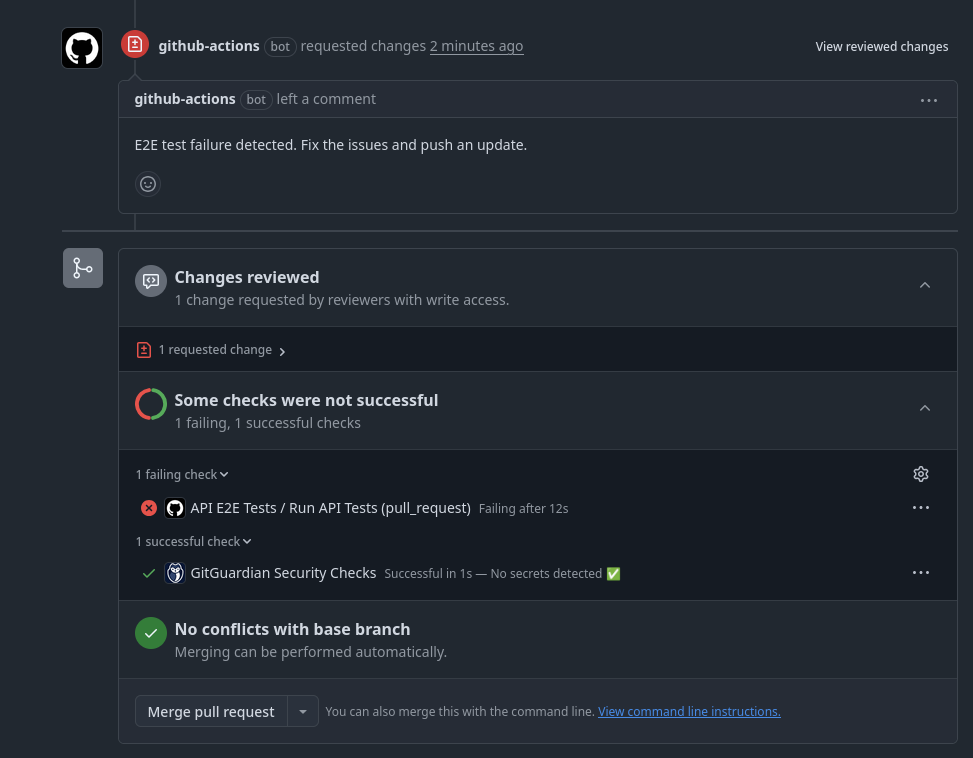 github-actions bot requested changes 2 minutes ago View reviewed changes
github-actions bot left a comment
E2E test failure detected. Fix the issues and push an update.
Changes reviewed
1 change requested by reviewers with write access.
1 requested change
Some checks were not successful
1 failing, 1 successful checks
1 failing check
API E2E Tests / Run API Tests (pull_request) Failing after 12s
1 successful check
GitGuardian Security Checks Successful in 1s — No secrets detected ✅
No conflicts with base branch
Merging can be performed automatically.
Merge pull request You can also merge this with the command line. View command line instructions.